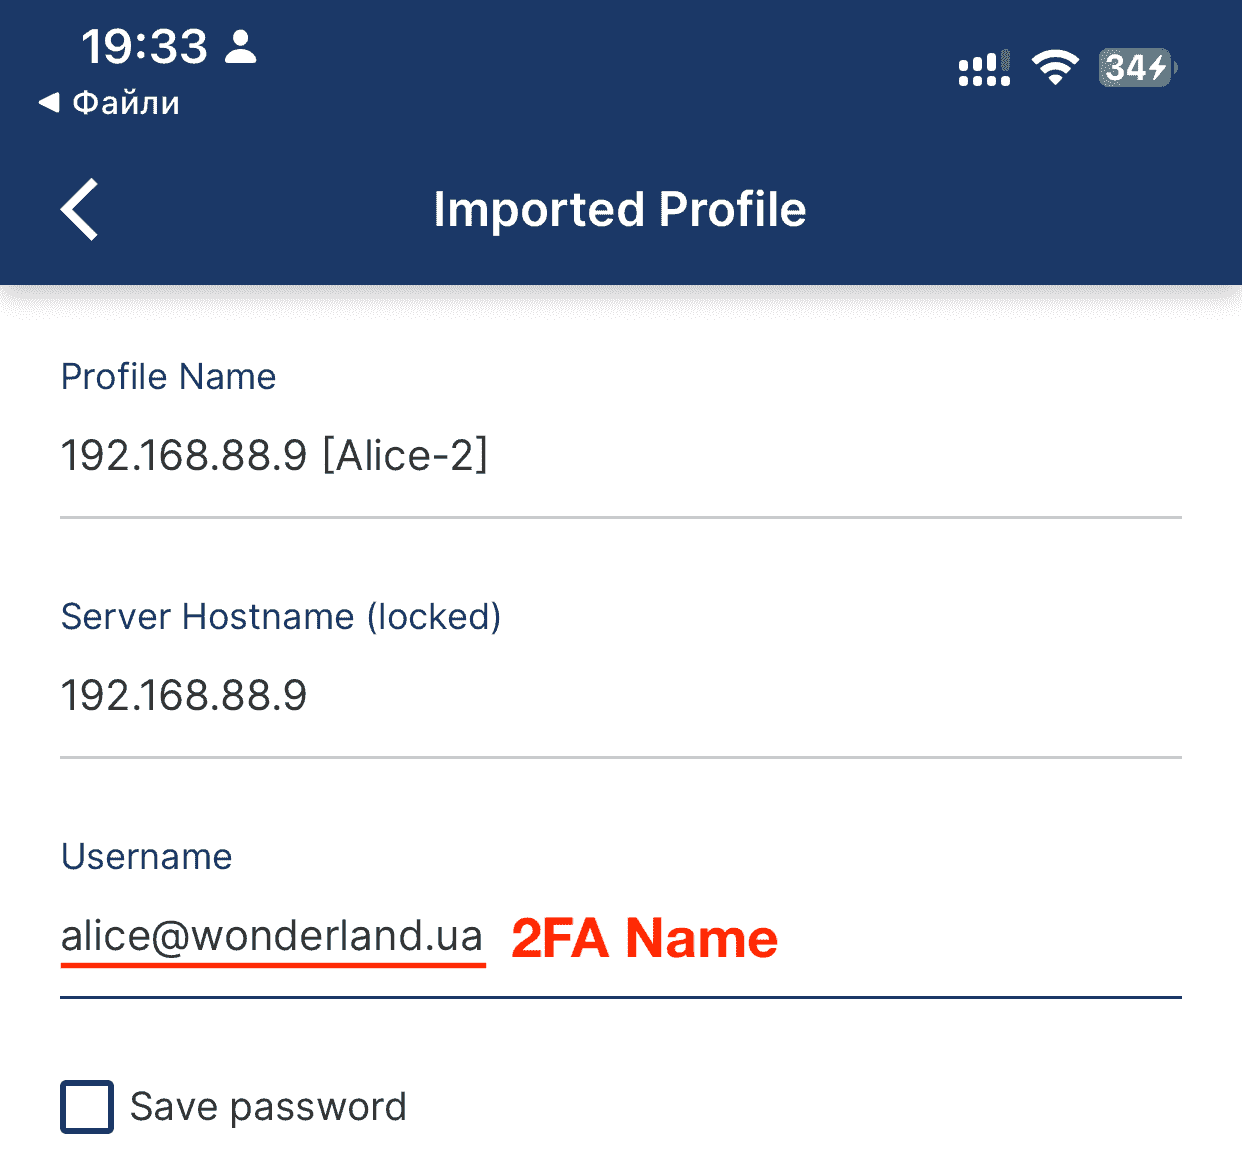 19:33
34
◀ Файли
Imported Profile
Profile Name
192.168.88.9 [Alice-2]
Server Hostname (locked)
192.168.88.9
Username
alice@wonderland.ua 2FA Name
Save password